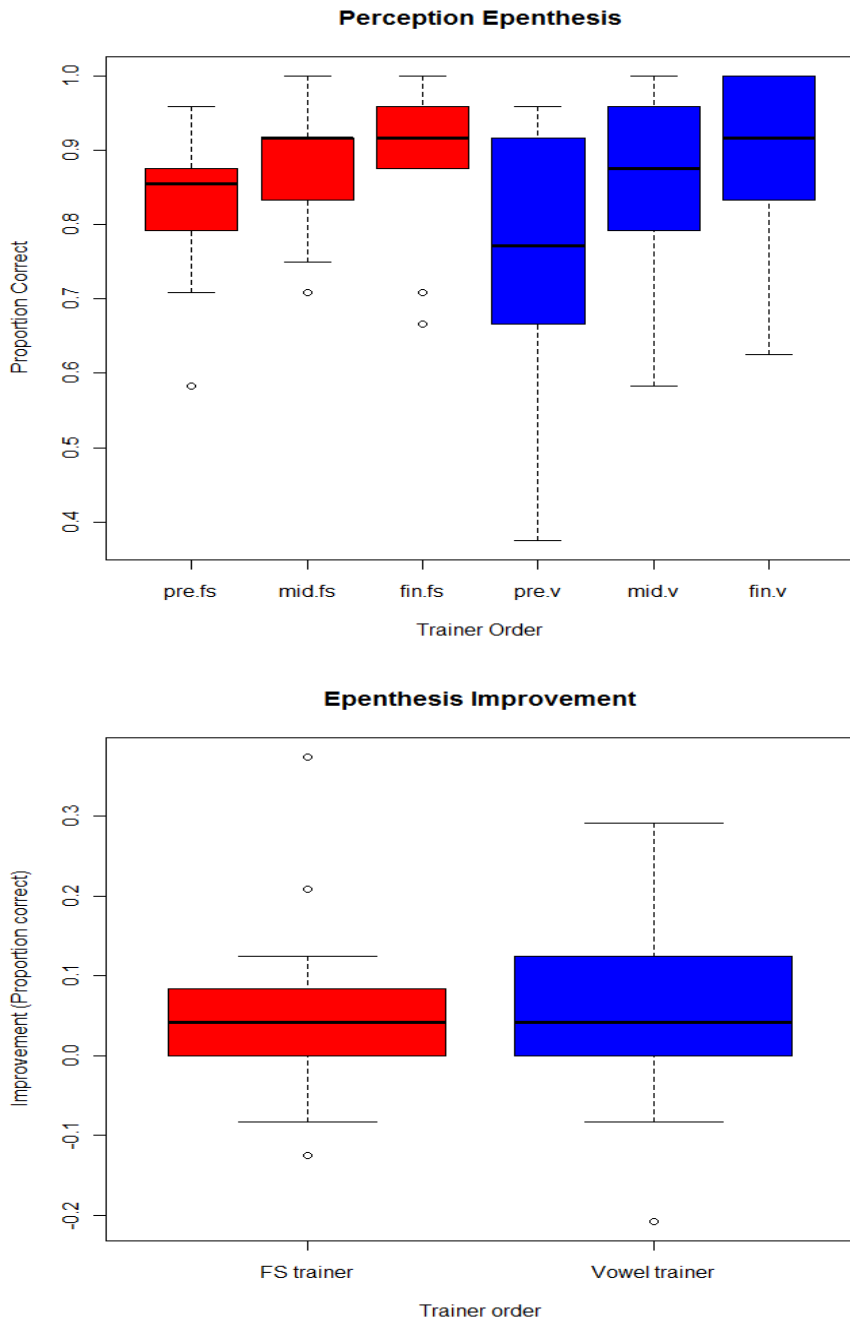 Perception Epenthesis
Proportion Correct
1.0
0.9
0.8
0.7
0.6
0.5
0.4
pre.fs mid.fs fin.fs pre.v mid.v fin.v
Trainer Order
Epenthesis Improvement
Improvement (Proportion correct)
0.3
0.2
0.1
0.0
-0.1
-0.2
FS trainer Vowel trainer
Trainer order